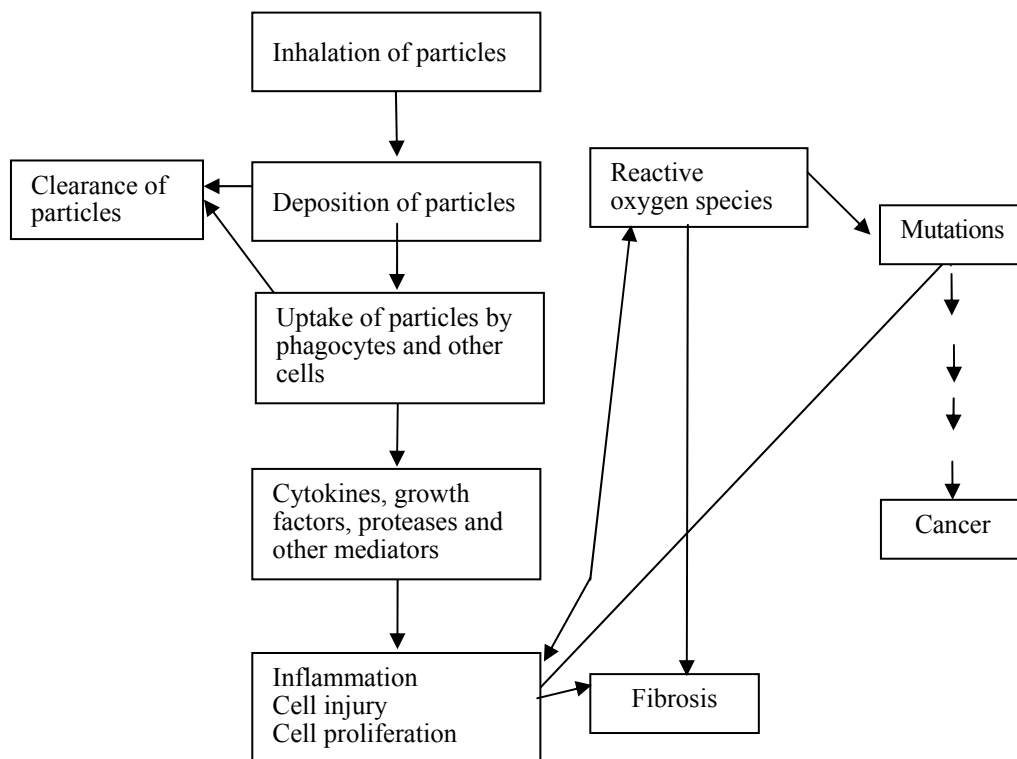 Inhalation of particles
Clearance of
particles
Deposition of particles
Reactive
oxygen species
Mutations
Uptake of particles by
phagocytes and other
cells
Cytokines, growth
factors, proteases and
other mediators
Cancer
Inflammation
Cell injury
Cell proliferation
Fibrosis